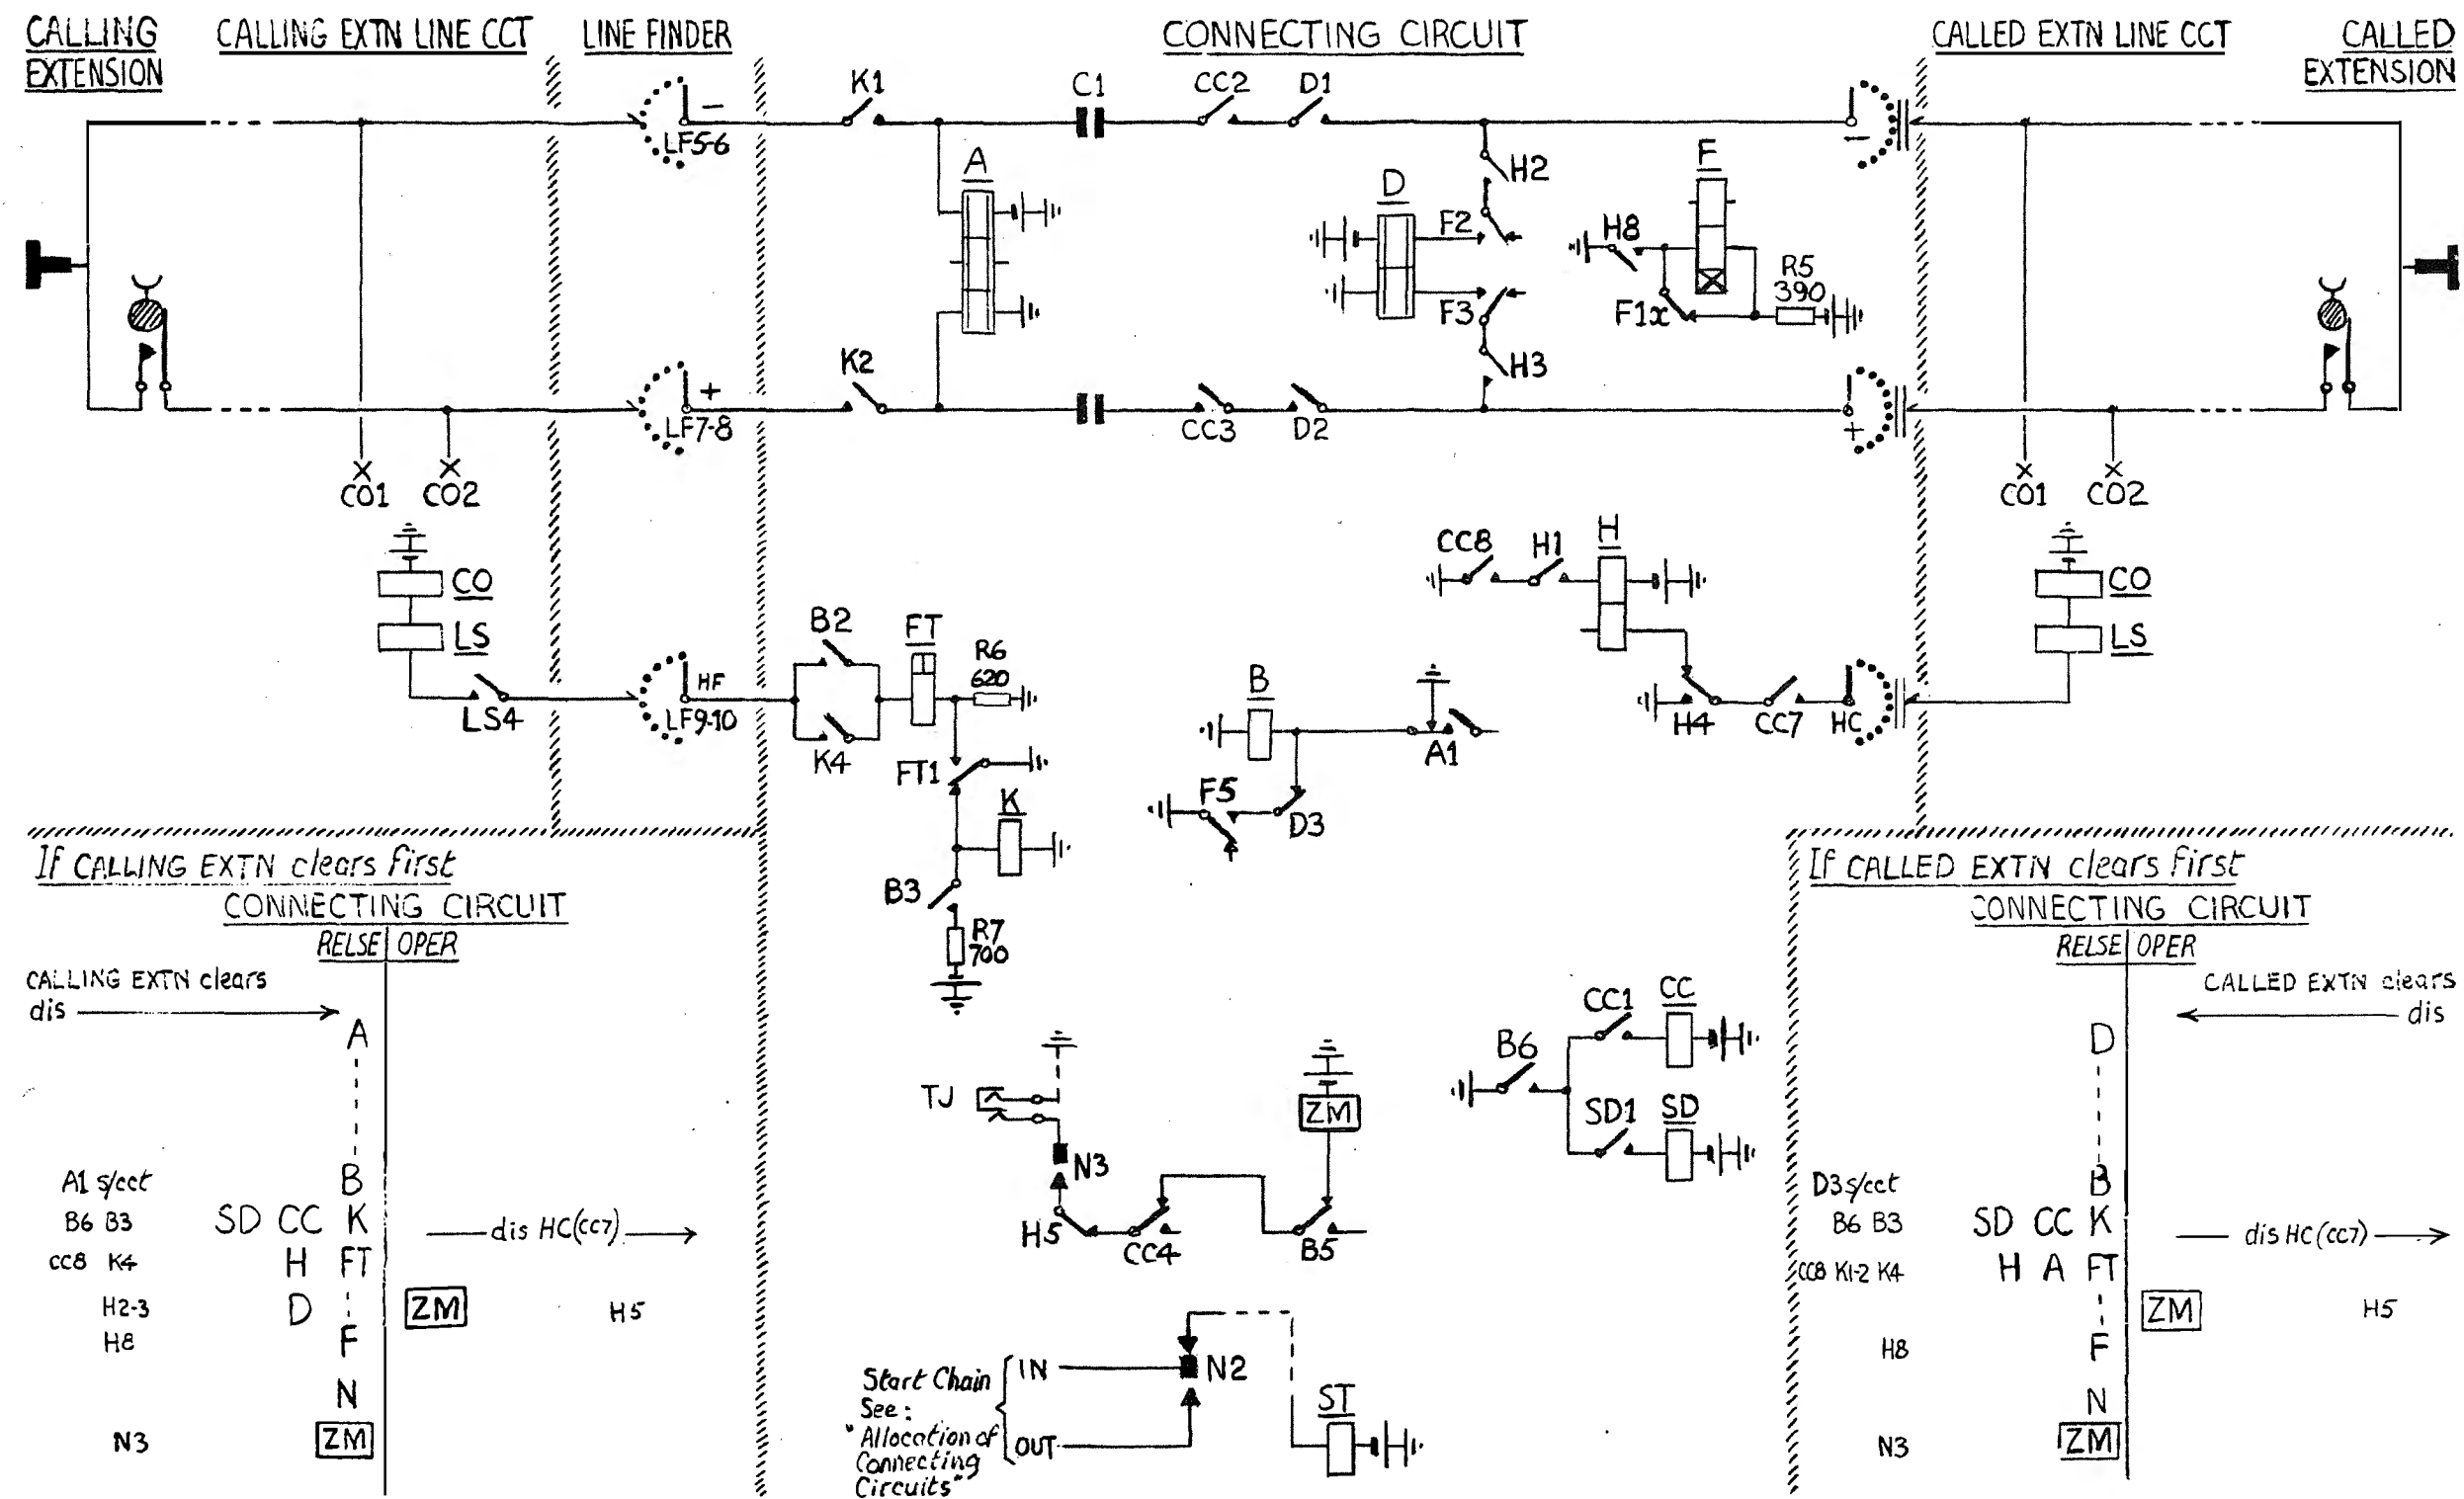 CALLING
EXTENSION
CALLING EXTN LINE CCT
LINE FINDER
CONNECTING CIRCUIT
CALLED EXTN LINE CCT
CALLED
EXTENSION
K1
C1
CC2
D1
−
LF5-6
A
D
F
H2
F2
H8
R5
390
F1x
F3
H3
−
K2
+
LF7-8
CC3
D2
+
CO1
CO2
CO1
CO2
CO
LS
LS4
HF
LF9-10
B2
FT
R6
620
K4
FT1
K
B3
R7
700
CC8
H1
H
B
A1
F5
D3
H4
CC7
HC
CO
LS
If CALLING EXTN clears first
CONNECTING CIRCUIT
RELSE OPER
CALLING EXTN clears
dis
A
A1 s/cct
B
B6 B3
SD CC K
dis HC (CC7)
CC8 K4
H FT
H2-3
D
ZM
H5
H8
F
N
N3
ZM
TJ
N3
H5
CC4
B5
ZM
CC1
CC
B6
SD1
SD
Start Chain
See:
"Allocation of
Connecting
Circuits"
IN
OUT
N2
ST
If CALLED EXTN clears first
CONNECTING CIRCUIT
RELSE OPER
CALLED EXTN clears
dis
D
D3 s/cct
B
B6 B3
SD CC K
dis HC (CC7)
CC8 K1-2 K4
H A FT
ZM
H5
H8
F
N
N3
ZM